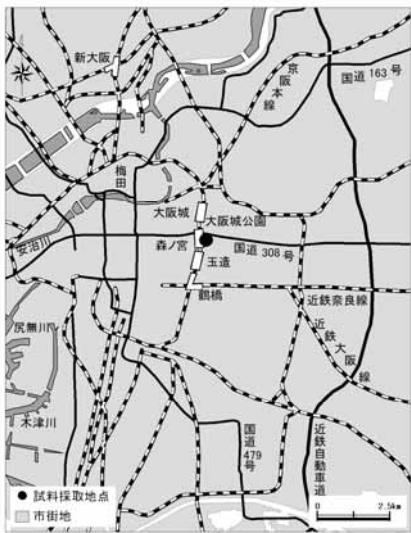 新大阪
京阪本線
国道 163 号
梅田
大阪城
大阪城公園
安治川
森ノ宮
国道 308 号
玉造
鶴橋
近鉄奈良線
尻無川
近鉄大阪線
木津川
国道 479 号
近鉄自動車道
試料採取地点
市街地
0 2.5km